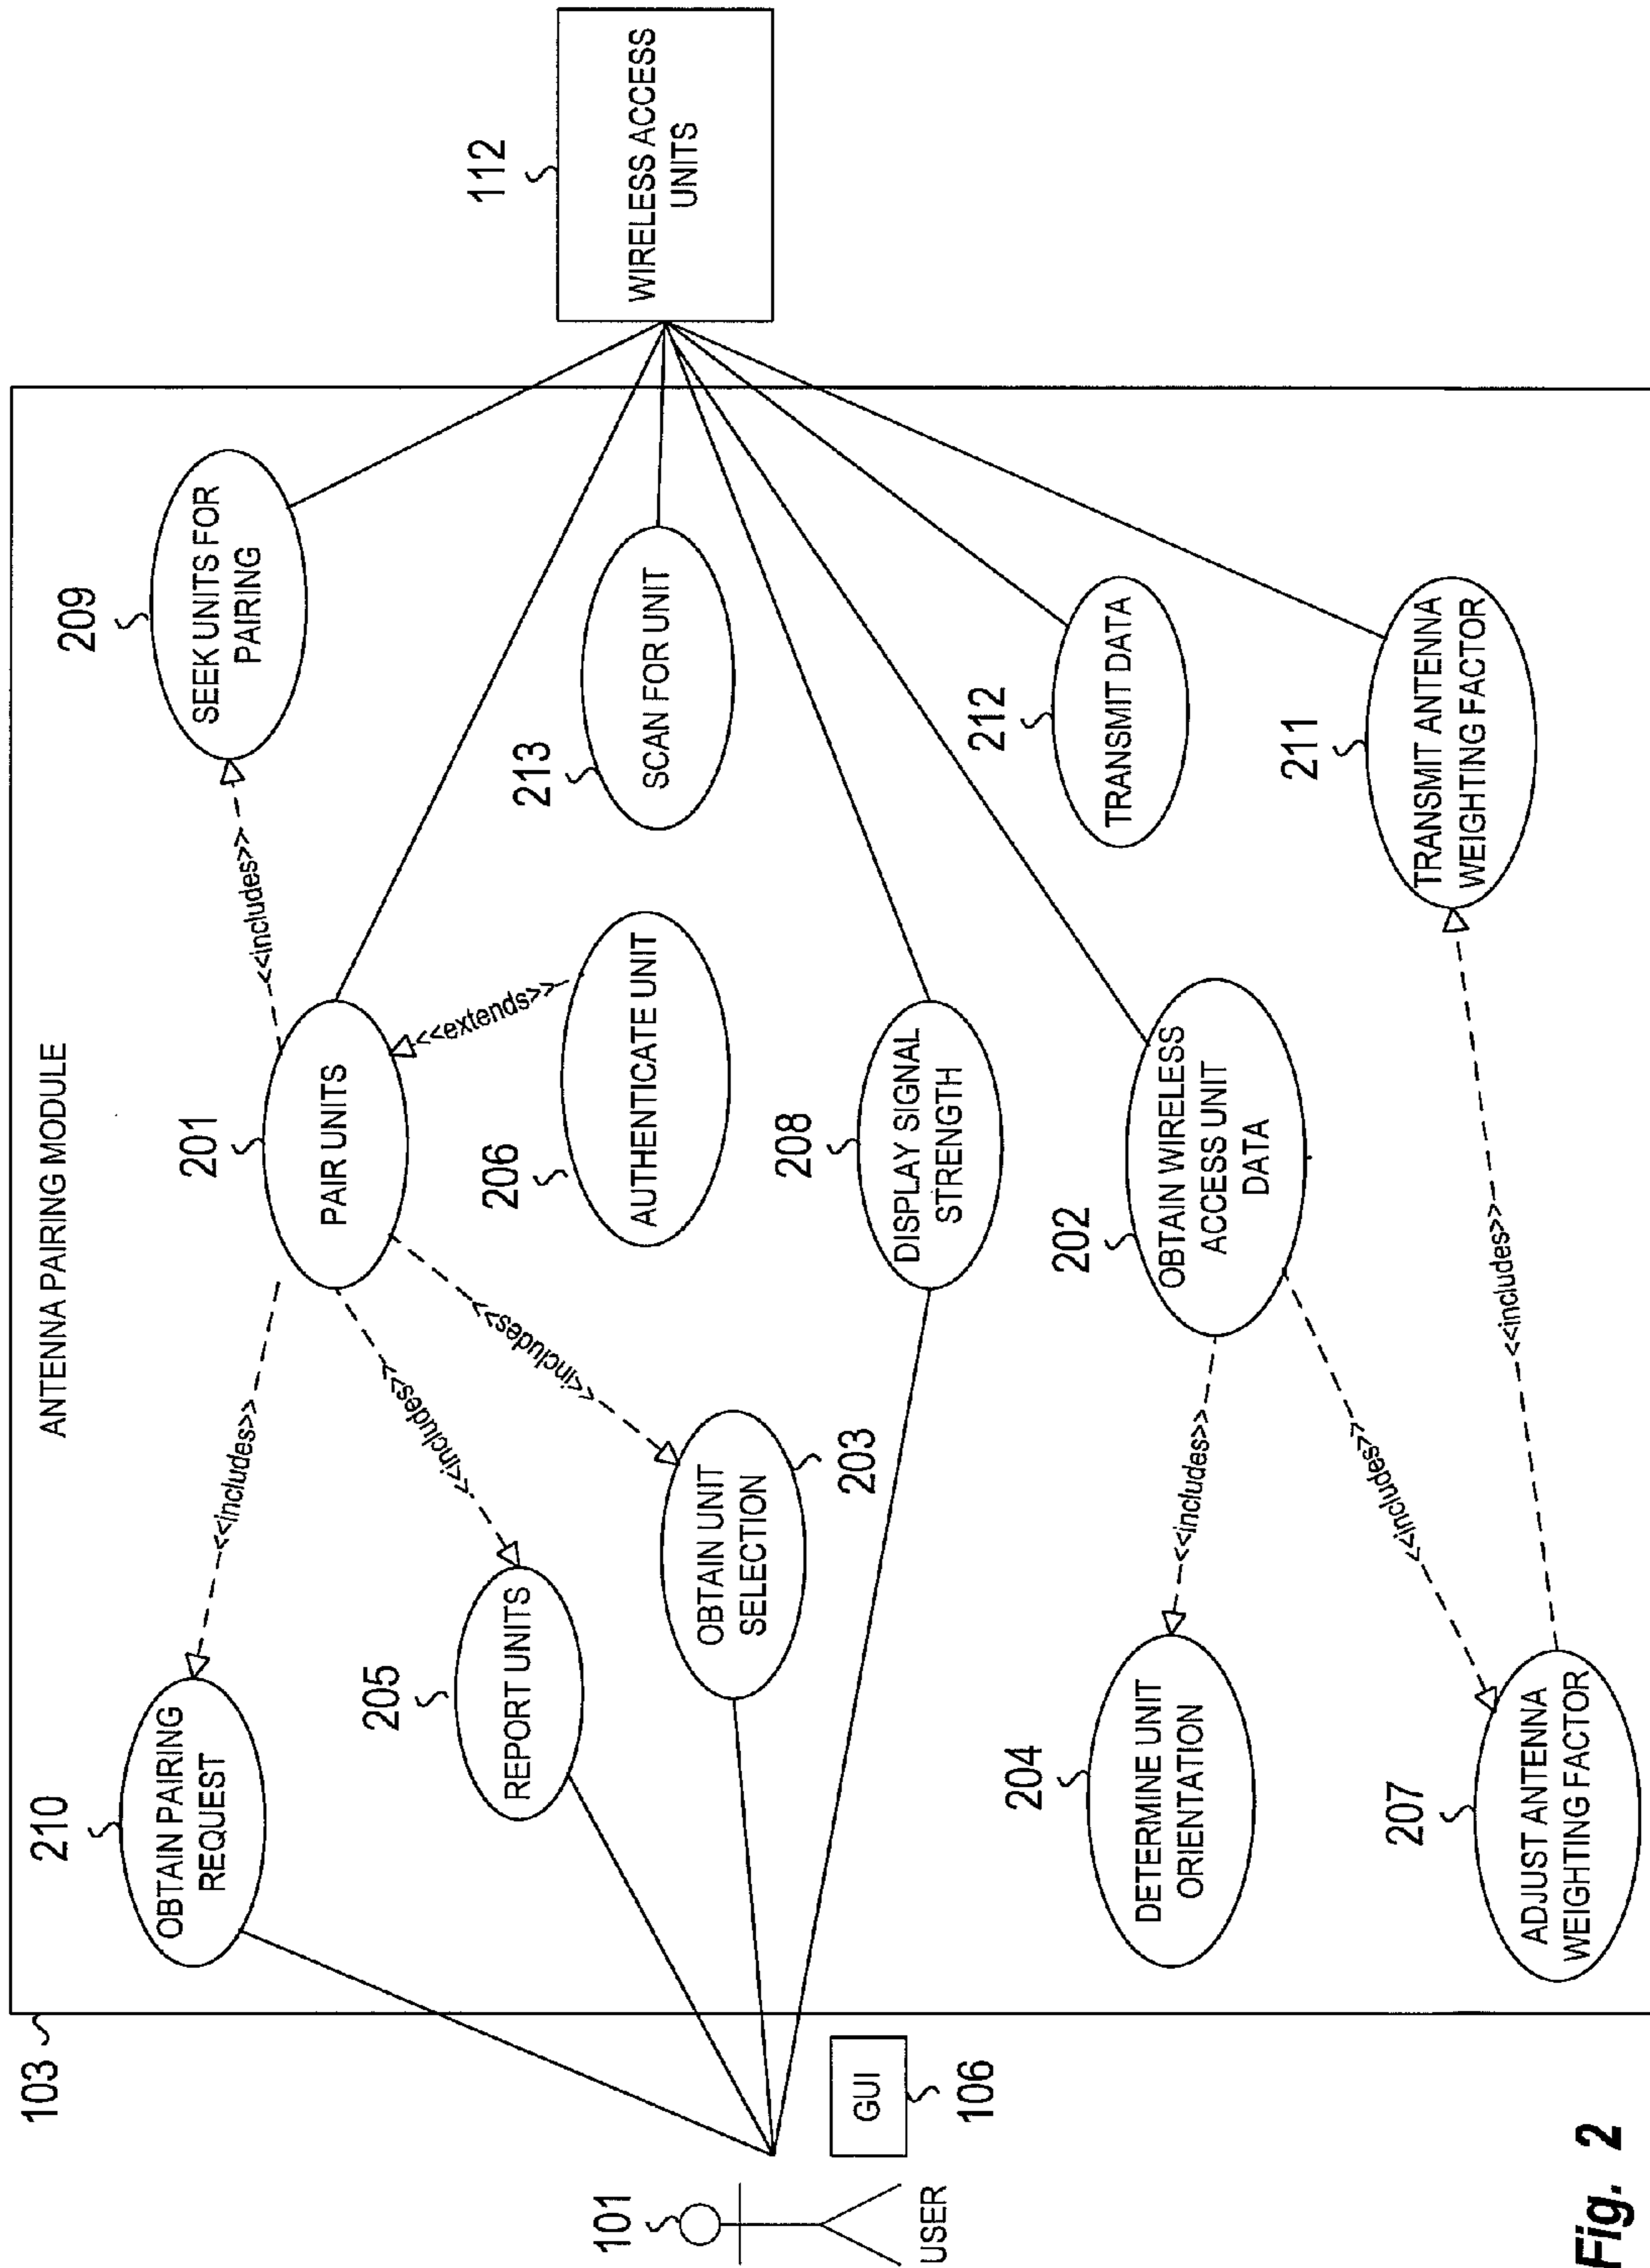 103
ANTENNA PAIRING MODULE
210
OBTAIN PAIRING
REQUEST
<<includes>>
201
PAIR UNITS
<<includes>>
209
SEEK UNITS FOR
PAIRING
205
REPORT UNITS
<<includes>>
<<includes>>
OBTAIN UNIT
SELECTION
203
<<extends>>
206
AUTHENTICATE UNIT
213
SCAN FOR UNIT
112
WIRELESS ACCESS
UNITS
101
USER
GUI
106
208
DISPLAY SIGNAL
STRENGTH
204
DETERMINE UNIT
ORIENTATION
<<includes>>
202
OBTAIN WIRELESS
ACCESS UNIT
DATA
212
TRANSMIT DATA
<<includes>>
207
ADJUST ANTENNA
WEIGHTING FACTOR
<<includes>>
211
TRANSMIT ANTENNA
WEIGHTING FACTOR
Fig. 2